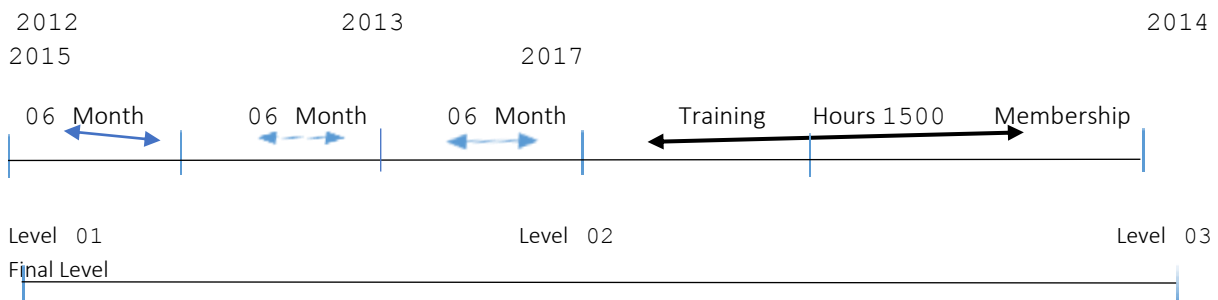 2012 2013 2014
2015 2017
06 Month 06 Month 06 Month Training Hours 1500 Membership
Level 01 Level 02 Level 03
Final Level